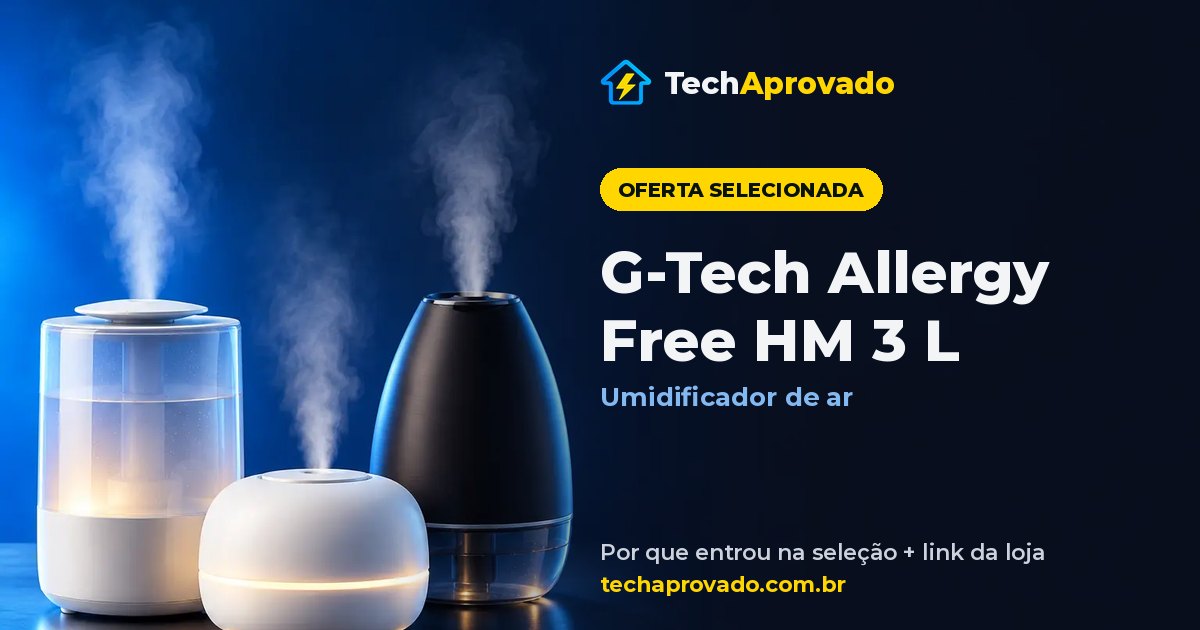 TechAprovado
OFERTA SELECIONADA
G-Tech Allergy
Free HM 3 L
Umidificador de ar
Por que entrou na seleção + link da loja
techaprovado.com.br